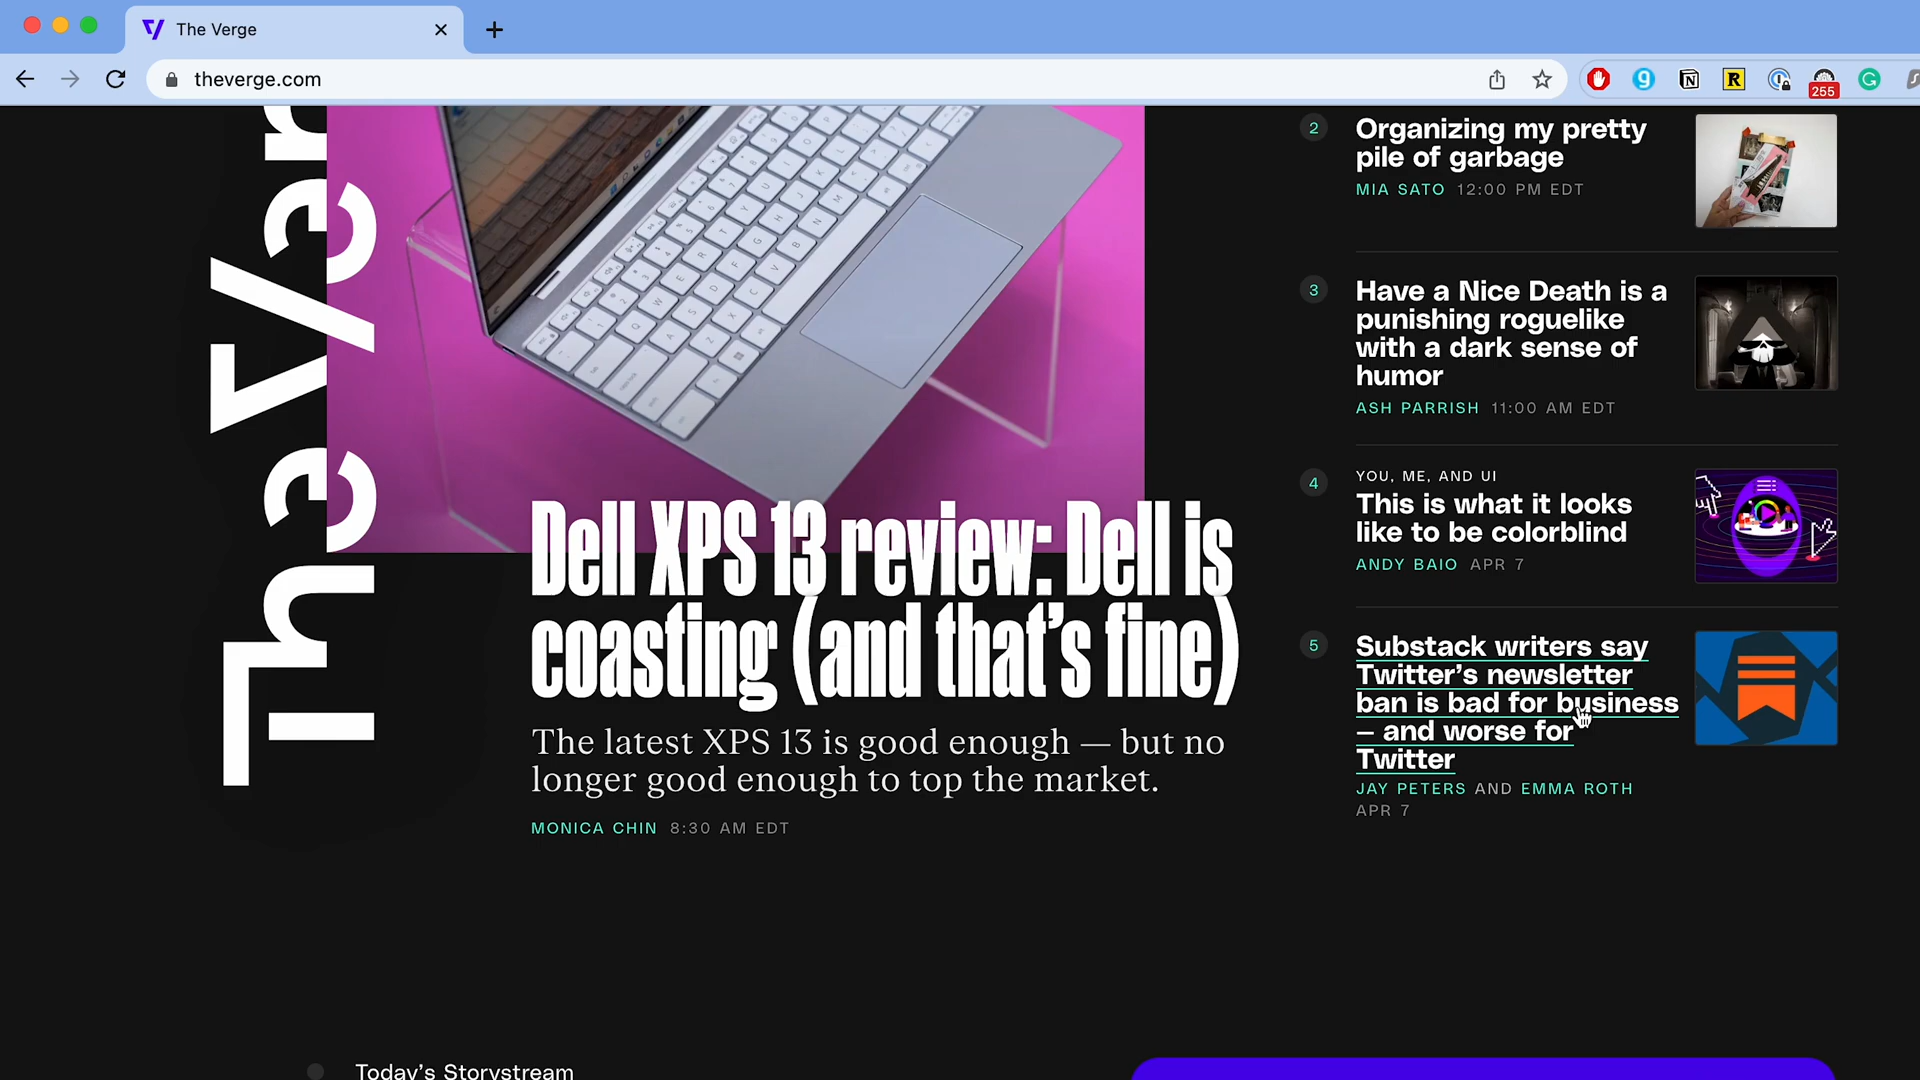 The Verge
theverge.com
255
The Ver
2
Organizing my pretty
pile of garbage
MIA SATO 12:00 PM EDT
3
Have a Nice Death is a
punishing roguelike
with a dark sense of
humor
ASH PARRISH 11:00 AM EDT
4
YOU, ME, AND UI
This is what it looks
like to be colorblind
ANDY BAIO APR 7
5
Substack writers say
Twitter’s newsletter
ban is bad for business
— and worse for
Twitter
JAY PETERS AND EMMA ROTH
APR 7
Dell XPS 13 review: Dell is
coasting (and that’s fine)
The latest XPS 13 is good enough — but no
longer good enough to top the market.
MONICA CHIN 8:30 AM EDT
Today’s Storystream